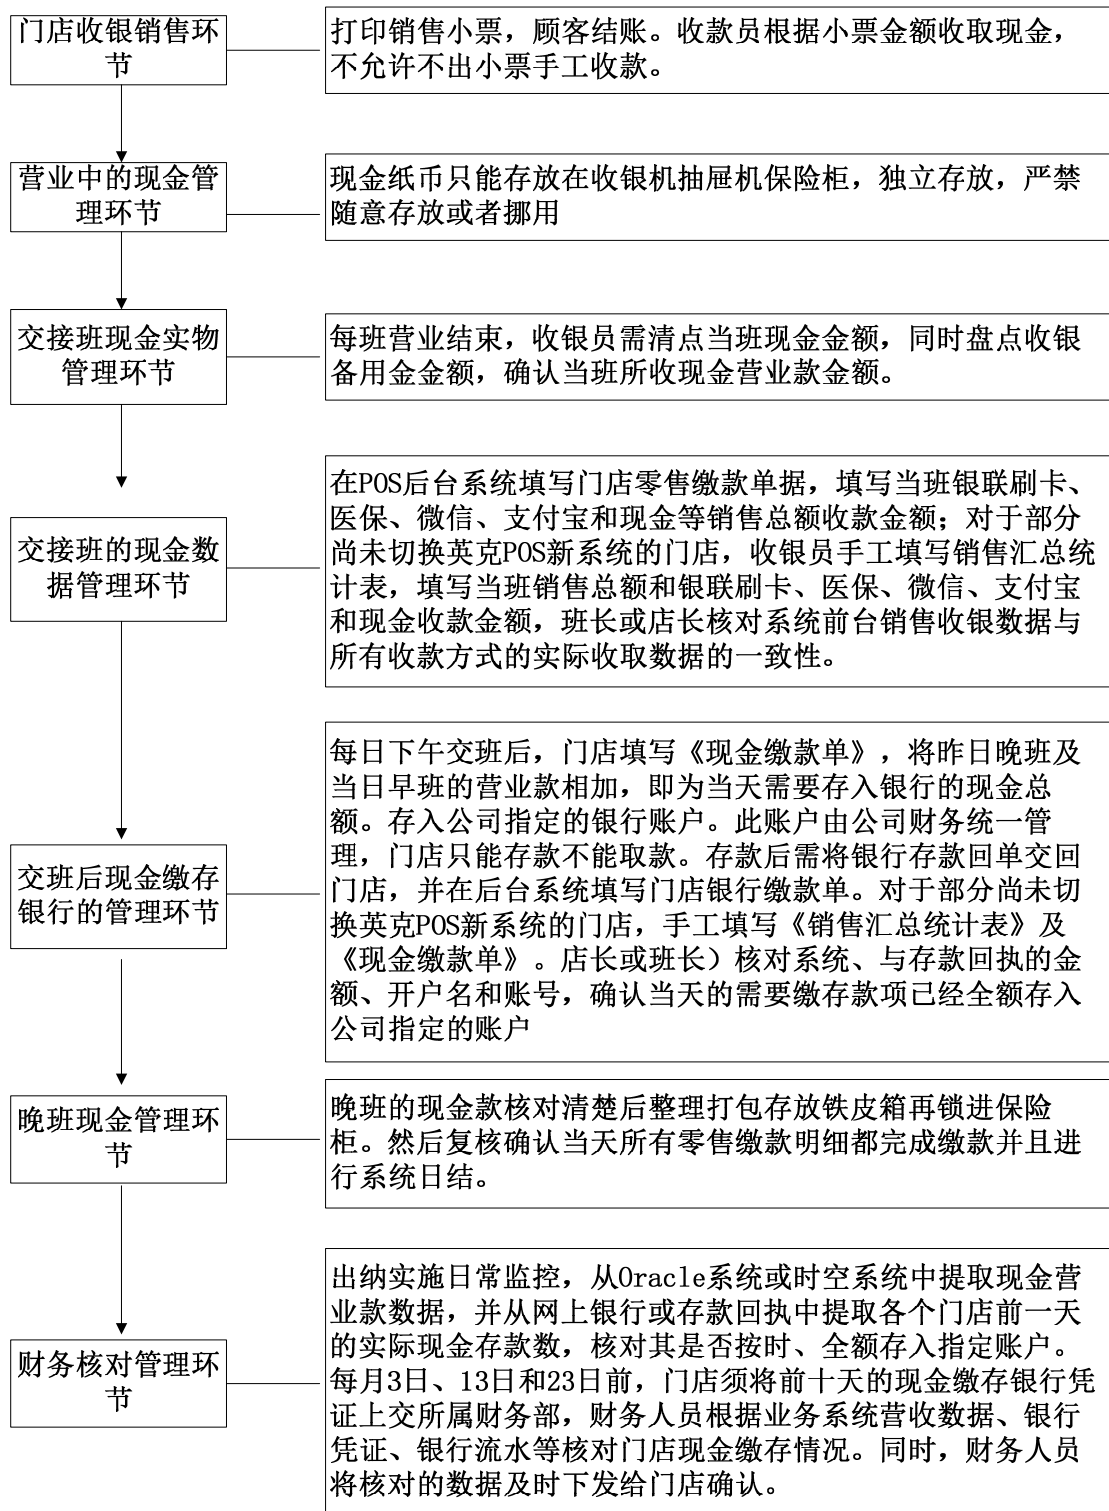 门店收银销售环
节
打印销售小票，顾客结账。收款员根据小票金额收取现金，
不允许不出小票手工收款。
营业中的现金管
理环节
现金纸币只能存放在收银机抽屉机保险柜，独立存放，严禁
随意存放或者挪用
交接班现金实物
管理环节
每班营业结束，收银员需清点当班现金金额，同时盘点收银
备用金金额，确认当班所收现金营业款金额。
交接班的现金数
据管理环节
在POS后台系统填写门店零售缴款单据，填写当班银联刷卡、
医保、微信、支付宝和现金等销售总额收款金额；对于部分
尚未切换英克POS新系统的门店，收银员手工填写销售汇总统
计表，填写当班销售总额和银联刷卡、医保、微信、支付宝
和现金收款金额，班长或店长核对系统前台销售收银数据与
所有收款方式的实际收取数据的一致性。
交班后现金缴存
银行的管理环节
每日下午交班后，门店填写《现金缴款单》，将昨日晚班及
当日早班的营业款相加，即为当天需要存入银行的现金总
额。存入公司指定的银行账户。此账户由公司财务统一管
理，门店只能存款不能取款。存款后需将银行存款回单交回
门店，并在后台系统填写门店银行缴款单。对于部分尚未切
换英克POS新系统的门店，手工填写《销售汇总统计表》及
《现金缴款单》。店长或班长）核对系统、与存款回执的金
额、开户名和账号，确认当天的需要缴存款项已经全额存入
公司指定的账户
晚班现金管理环
节
晚班的现金款核对清楚后整理打包存放铁皮箱再锁进保险
柜。然后复核确认当天所有零售缴款明细都完成缴款并且进
行系统日结。
财务核对管理环
节
出纳实施日常监控，从Oracle系统或时空系统中提取现金营
业款数据，并从网上银行或存款回执中提取各个门店前一天
的实际现金存款数，核对其是否按时、全额存入指定账户。
每月3日、13日和23日前，门店须将前十天的现金缴存银行凭
证上交所属财务部，财务人员根据业务系统营收数据、银行
凭证、银行流水等核对门店现金缴存情况。同时，财务人员
将核对的数据及时下发给门店确认。